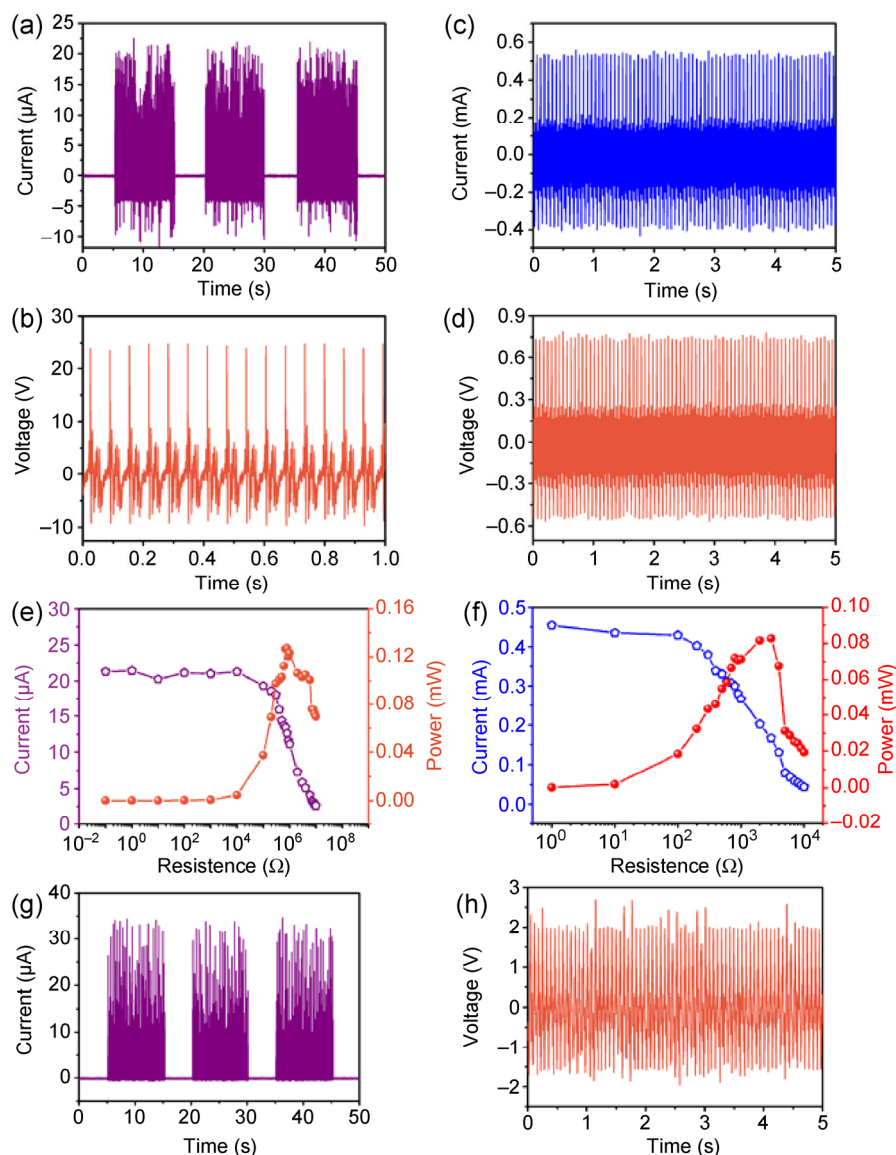 (a)
Current (μA)
25
20
15
10
5
0
−5
−10
0 10 20 30 40 50
Time (s)
(c)
Current (mA)
0.6
0.4
0.2
0.0
−0.2
−0.4
0 1 2 3 4 5
Time (s)
(b)
Voltage (V)
30
20
10
0
−10
0.0 0.2 0.4 0.6 0.8 1.0
Time (s)
(d)
Voltage (V)
0.9
0.6
0.3
0.0
−0.3
−0.6
0 1 2 3 4 5
Time (s)
(e)
Current (μA)
30
25
20
15
10
5
0
0.16
0.12
0.08
0.04
0.00
Power (mW)
10−2 100 102 104 106 108
Resistence (Ω)
(f)
Current (mA)
0.5
0.4
0.3
0.2
0.1
0.0
0.10
0.08
0.06
0.04
0.02
0.00
−0.02
Power (mW)
100 101 102 103 104
Resistence (Ω)
(g)
Current (μA)
40
30
20
10
0
0 10 20 30 40 50
Time (s)
(h)
Voltage (V)
3
2
1
0
−1
−2
0 1 2 3 4 5
Time (s)